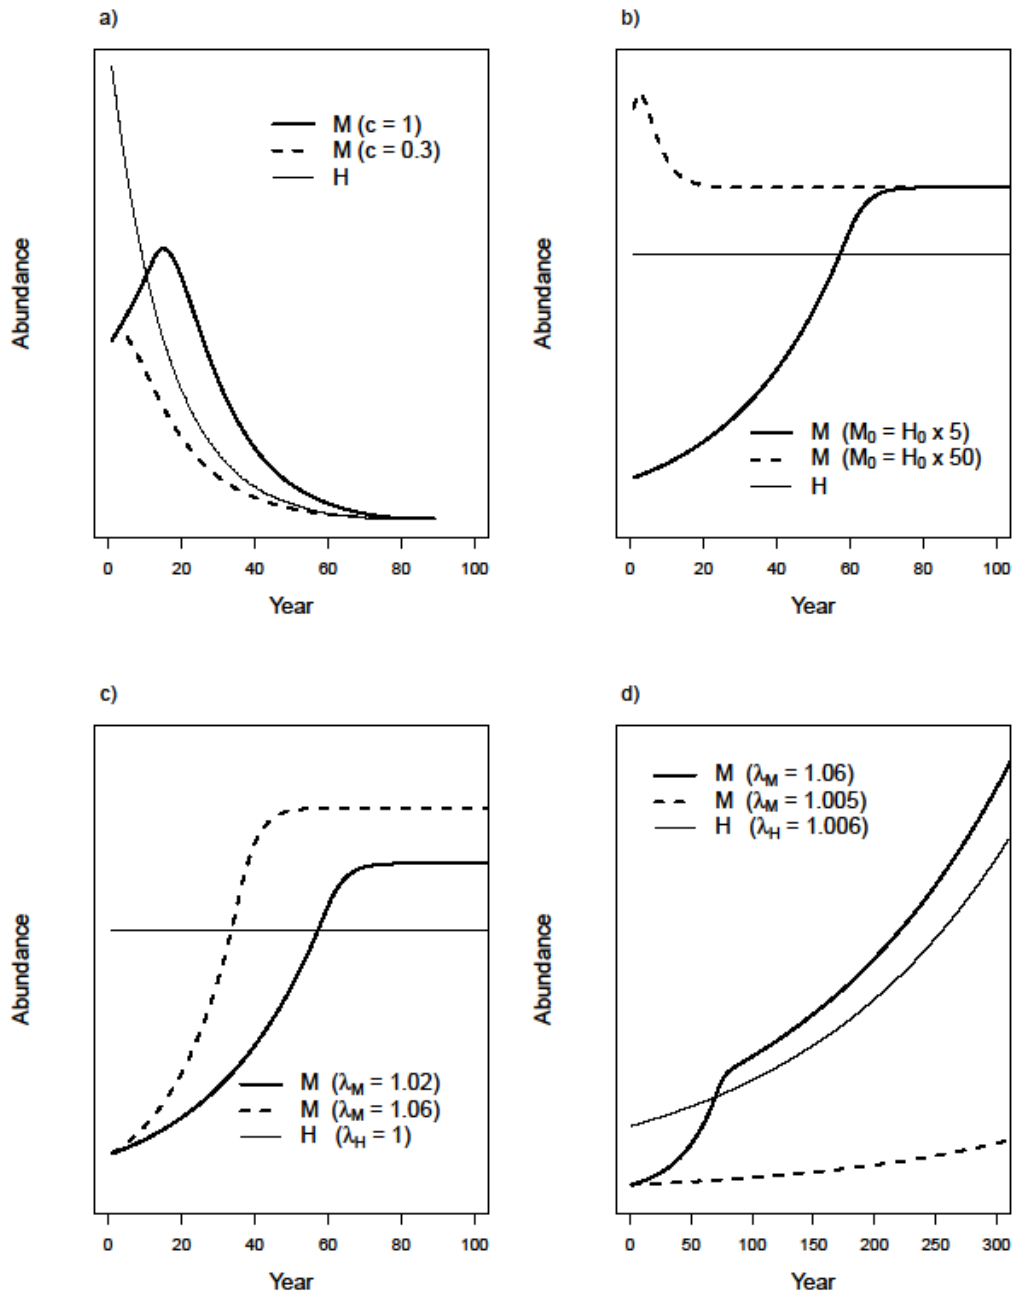 a)
Abundance
M (c = 1)
M (c = 0.3)
H
0 20 40 60 80 100
Year
b)
Abundance
M (M₀ = H₀ x 5)
M (M₀ = H₀ x 50)
H
0 20 40 60 80 100
Year
c)
Abundance
M (λM = 1.02)
M (λM = 1.06)
H (λH = 1)
0 20 40 60 80 100
Year
d)
Abundance
M (λM = 1.06)
M (λM = 1.005)
H (λH = 1.006)
0 50 100 150 200 250 300
Year